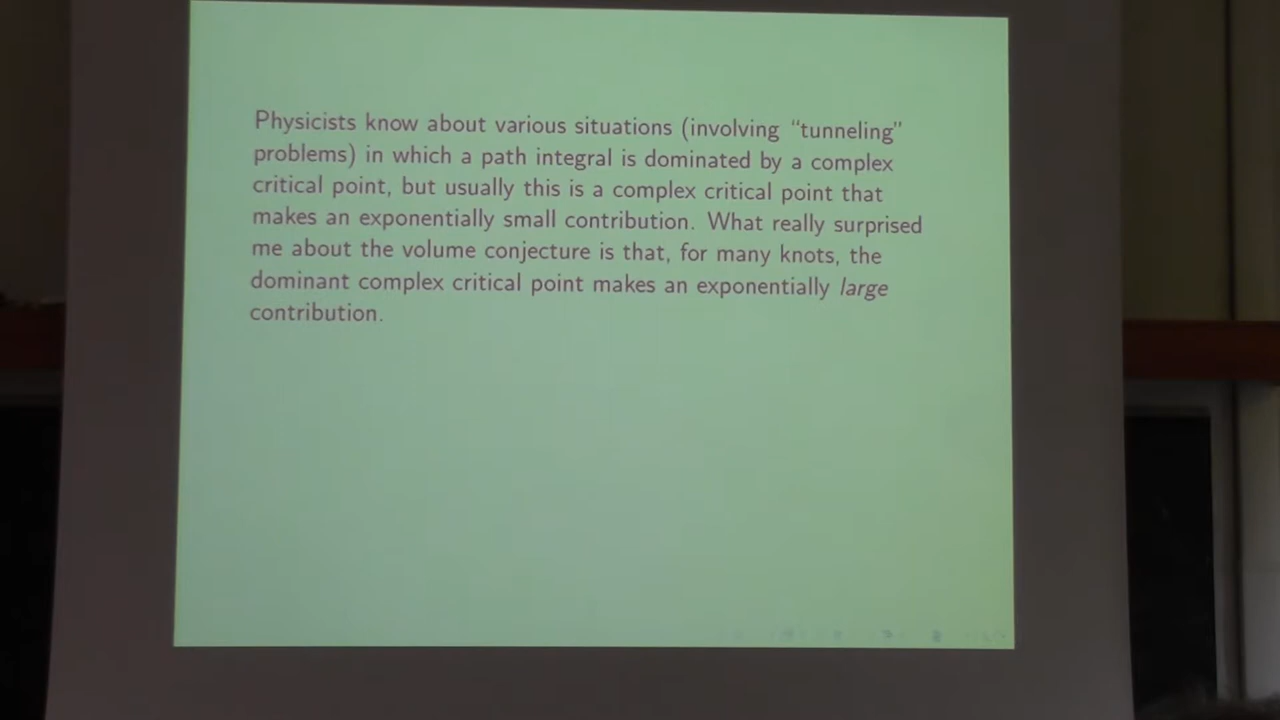 Physicists know about various situations (involving “tunneling”
problems) in which a path integral is dominated by a complex
critical point, but usually this is a complex critical point that
makes an exponentially small contribution. What really surprised
me about the volume conjecture is that, for many knots, the
dominant complex critical point makes an exponentially large
contribution.